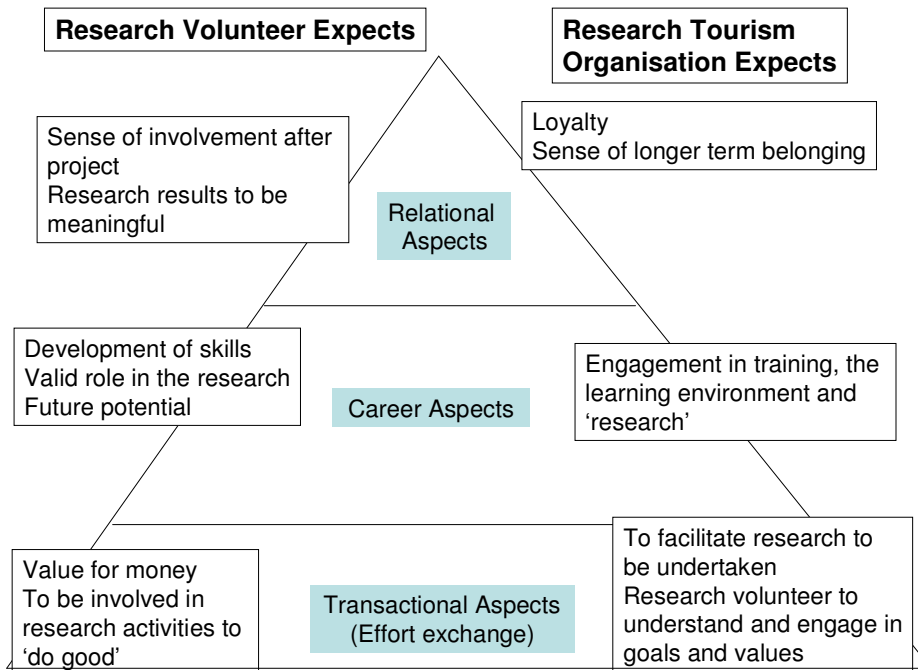 Research Volunteer Expects
Research Tourism
Organisation Expects
Sense of involvement after
project
Research results to be
meaningful
Loyalty
Sense of longer term belonging
Relational
Aspects
Development of skills
Valid role in the research
Future potential
Career Aspects
Engagement in training, the
learning environment and
‘research’
Value for money
To be involved in
research activities to
‘do good’
Transactional Aspects
(Effort exchange)
To facilitate research to
be undertaken
Research volunteer to
understand and engage in
goals and values